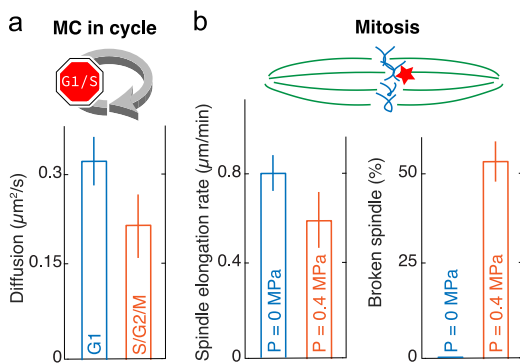 a
MC in cycle
G1/S
Diffusion (μm²/s)
0.3
0.15
0
G1
S/G2/M
b
Mitosis
Spindle elongation rate (μm/min)
0.8
0.4
0
P = 0 MPa
P = 0.4 MPa
Broken spindle (%)
50
25
0
P = 0 MPa
P = 0.4 MPa